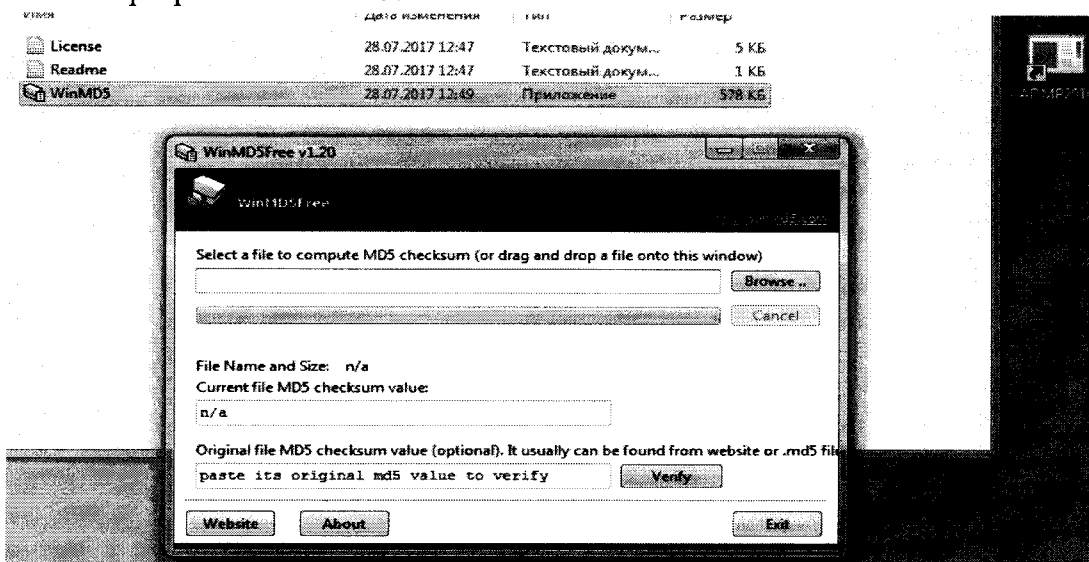 Имя Дата изменения Тип Размер
License 28.07.2017 12:47 Текстовый докум... 5 КБ
Readme 28.07.2017 12:47 Текстовый докум... 1 КБ
WinMD5 28.07.2017 12:49 Приложение 578 КБ
WinMD5Free v1.20
WinMD5Free
Select a file to compute MD5 checksum (or drag and drop a file onto this window)
Browse ..
Cancel
File Name and Size: n/a
Current file MD5 checksum value:
n/a
Original file MD5 checksum value (optional). It usually can be found from website or .md5 file
paste its original md5 value to verify Verify
Website About Exit